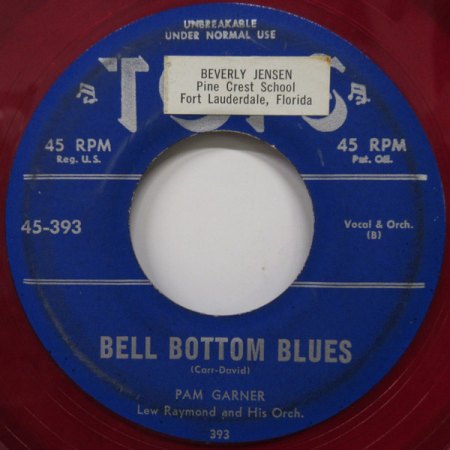 UNBREAKABLE
UNDER NORMAL USE
TOPS
BEVERLY JENSEN
Pine Crest School
Fort Lauderdale, Florida
45 RPM
Reg. U.S.
45 RPM
Pat. Off.
45-393
Vocal & Orch.
(B)
BELL BOTTOM BLUES
(Carr-David)
PAM GARNER
Lew Raymond and His Orch.
393